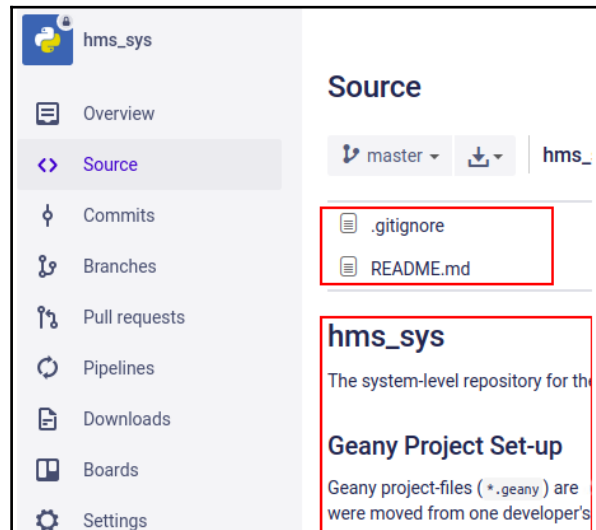 hms_sys
Overview
Source
Commits
Branches
Pull requests
Pipelines
Downloads
Boards
Settings
Source
master
hms_
.gitignore
README.md
hms_sys
The system-level repository for the
Geany Project Set-up
Geany project-files ( *.geany ) are
were moved from one developer's